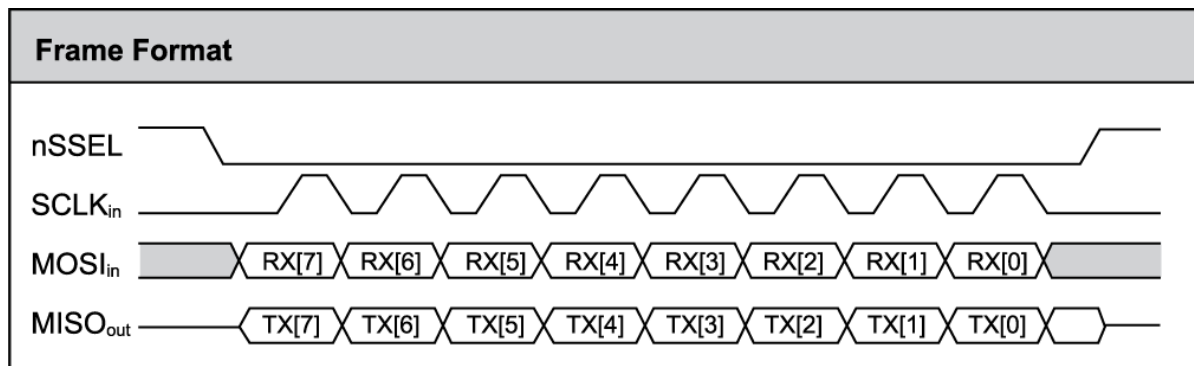 Frame Format
nSSEL
SCLKin
MOSIin RX[7] RX[6] RX[5] RX[4] RX[3] RX[2] RX[1] RX[0]
MISOout TX[7] TX[6] TX[5] TX[4] TX[3] TX[2] TX[1] TX[0]